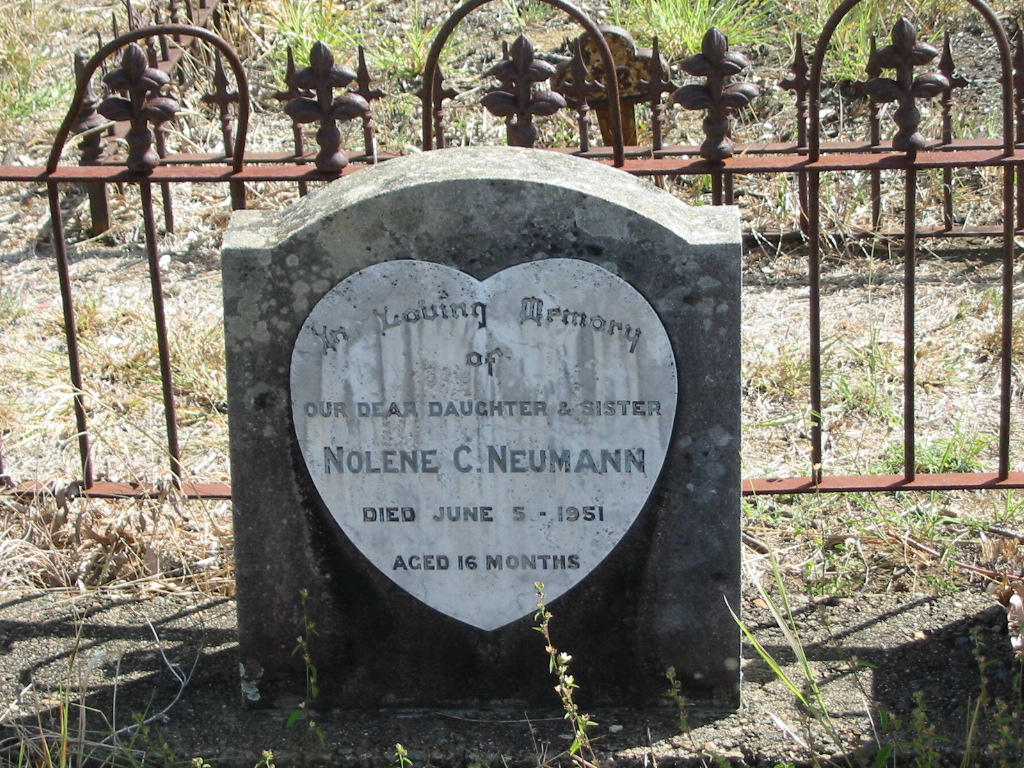 In Loving Memory
of
OUR DEAR DAUGHTER & SISTER
NOLENE C. NEUMANN
DIED JUNE 5 - 1951
AGED 16 MONTHS